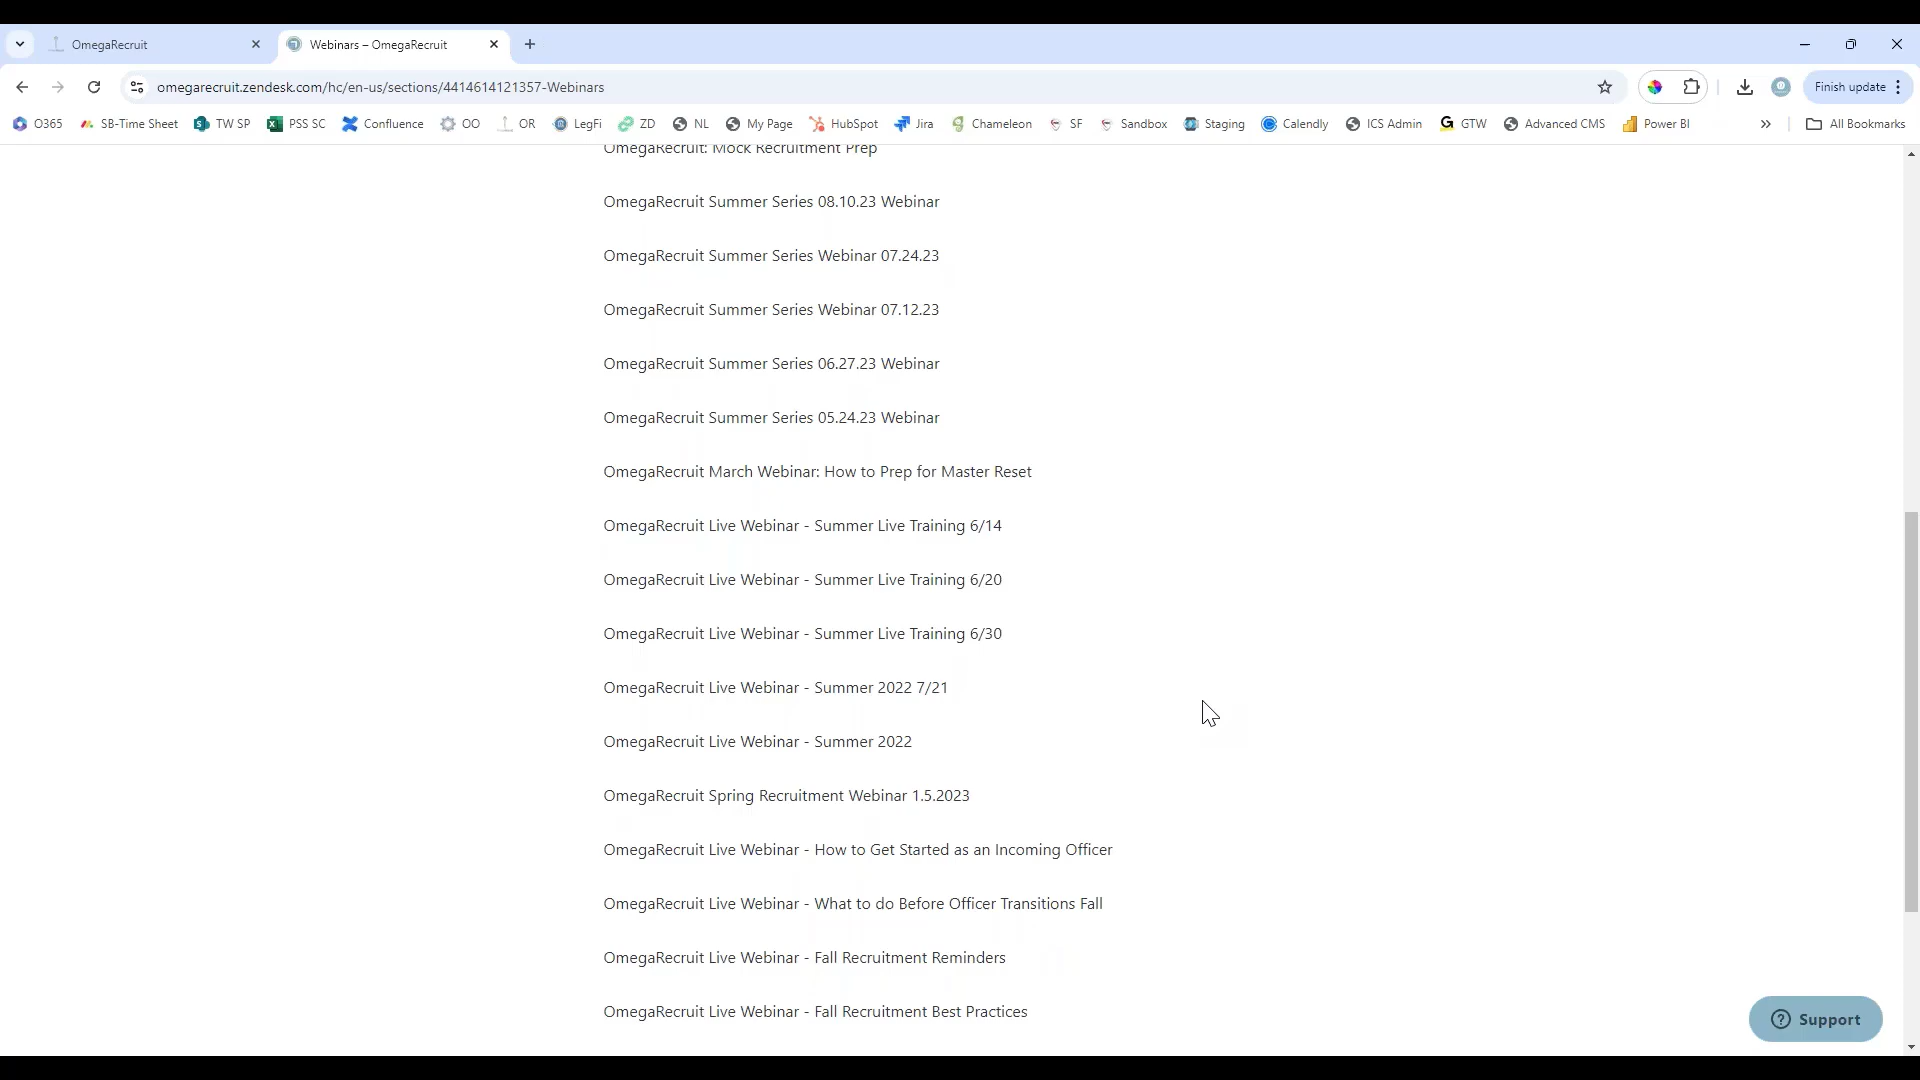 OmegaRecruit
Webinars – OmegaRecruit
omegarecruit.zendesk.com/hc/en-us/sections/4414614121357-Webinars
Finish update
O365 SB-Time Sheet TW SP PSS SC Confluence OO OR LegFi ZD NL My Page HubSpot Jira Chameleon SF Sandbox Staging Calendly ICS Admin GTW Advanced CMS Power BI » All Bookmarks
OmegaRecruit: Mock Recruitment Prep
OmegaRecruit Summer Series 08.10.23 Webinar
OmegaRecruit Summer Series Webinar 07.24.23
OmegaRecruit Summer Series Webinar 07.12.23
OmegaRecruit Summer Series 06.27.23 Webinar
OmegaRecruit Summer Series 05.24.23 Webinar
OmegaRecruit March Webinar: How to Prep for Master Reset
OmegaRecruit Live Webinar - Summer Live Training 6/14
OmegaRecruit Live Webinar - Summer Live Training 6/20
OmegaRecruit Live Webinar - Summer Live Training 6/30
OmegaRecruit Live Webinar - Summer 2022 7/21
OmegaRecruit Live Webinar - Summer 2022
OmegaRecruit Spring Recruitment Webinar 1.5.2023
OmegaRecruit Live Webinar - How to Get Started as an Incoming Officer
OmegaRecruit Live Webinar - What to do Before Officer Transitions Fall
OmegaRecruit Live Webinar - Fall Recruitment Reminders
OmegaRecruit Live Webinar - Fall Recruitment Best Practices
Support